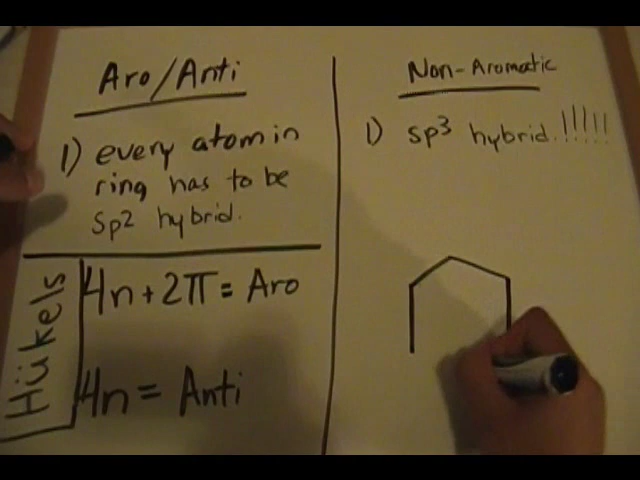 Aro/Anti
1) every atom in
ring has to be
sp2 hybrid.
Hükels
4n+2π = Aro
4n = Anti
Non-Aromatic
1) sp³ hybrid.!!!!!